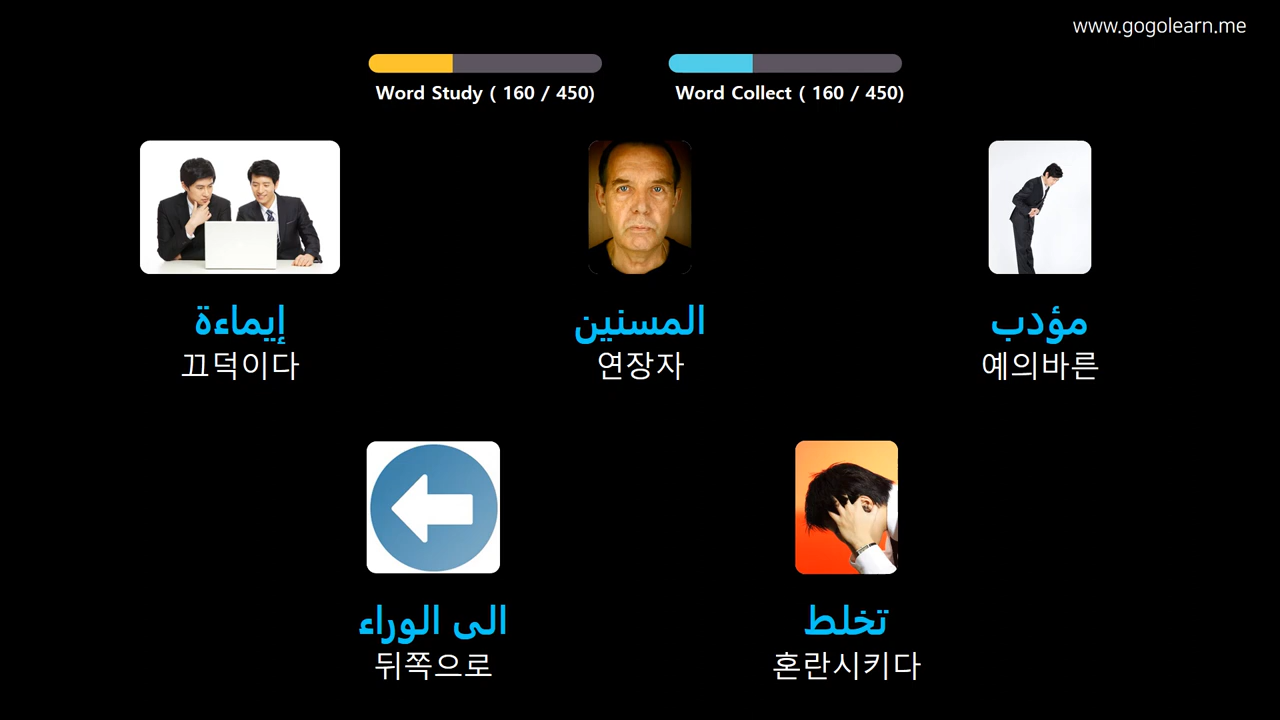 www.gogolearn.me
Word Study ( 160 / 450)
Word Collect ( 160 / 450)
إيماءة
끄덕이다
المسنين
연장자
مؤدب
예의바른
الى الوراء
뒤쪽으로
تخلط
혼란시키다